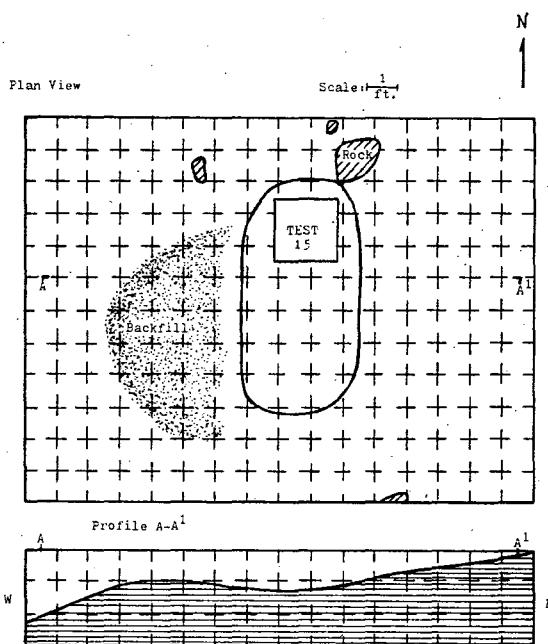 N
Plan View
Scale: 1 ft.
Rock
TEST
15
A
A¹
Backfill
Profile A-A¹
A
A¹
W